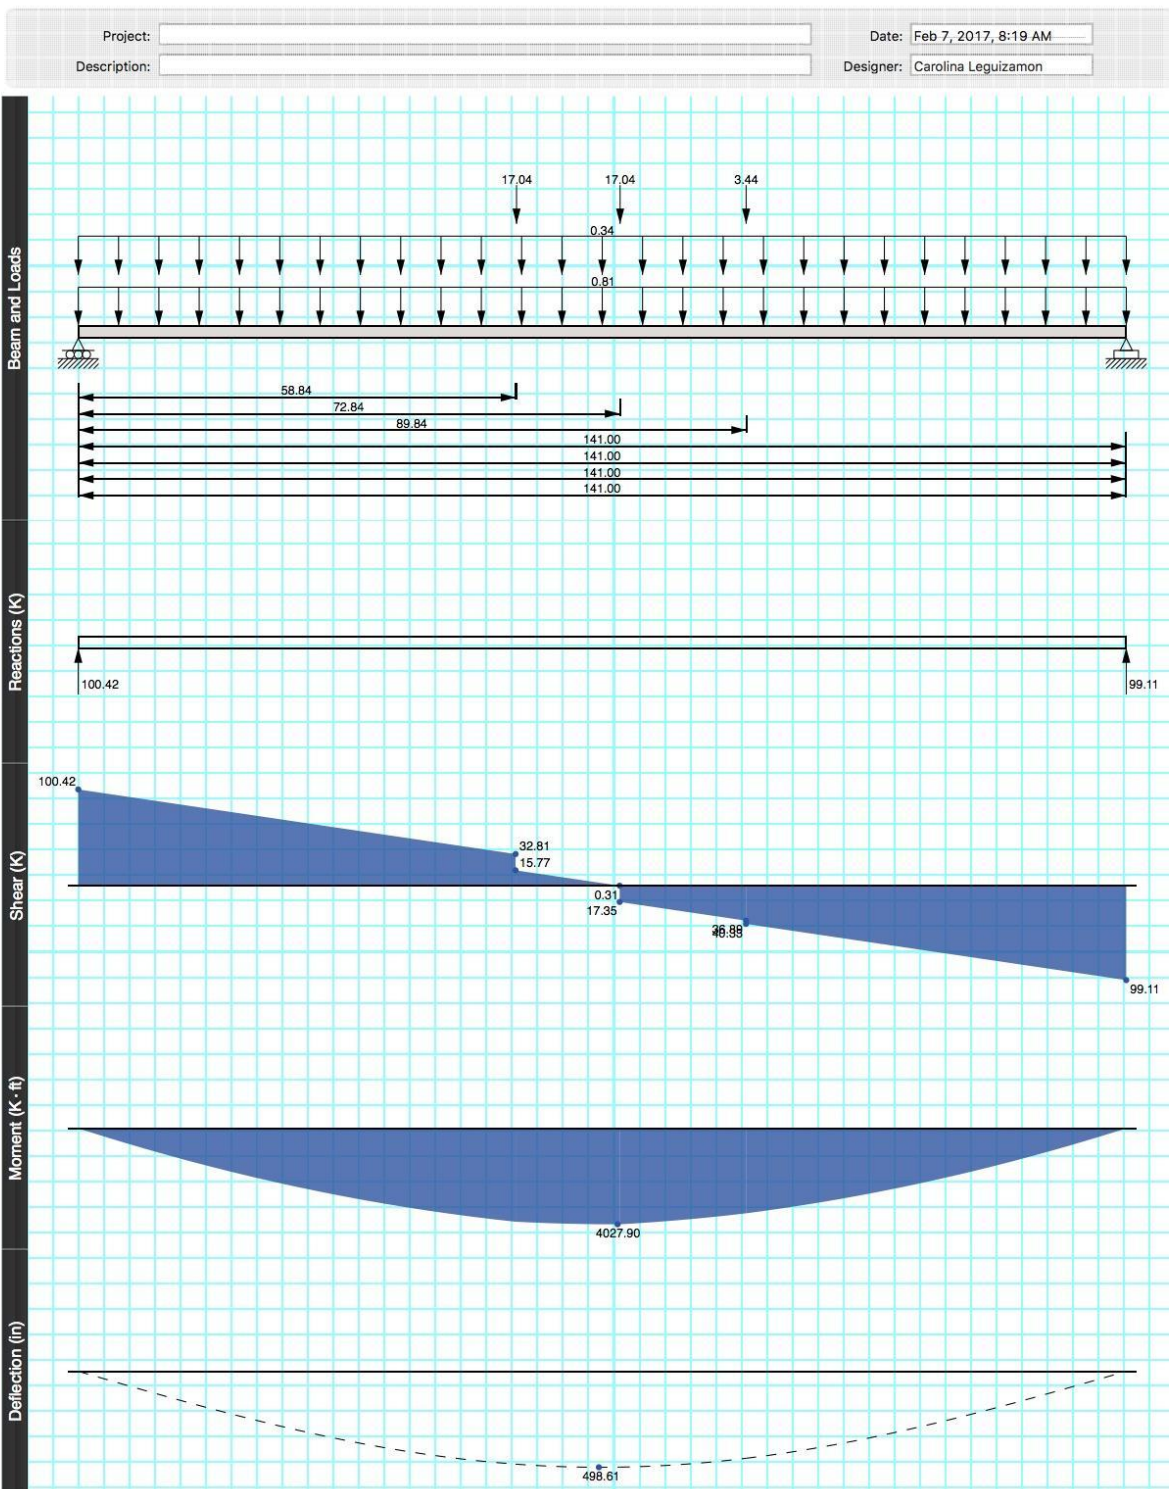 Project:
Date: Feb 7, 2017, 8:19 AM
Description:
Designer: Carolina Leguizamon
Beam and Loads
17.04 17.04 3.44
0.34
0.81
58.84
72.84
89.84
141.00
141.00
141.00
141.00
Reactions (K)
100.42 99.11
Shear (K)
100.42
32.81
15.77
0.31
17.35
99.11
Moment (K·ft)
4027.90
Deflection (in)
498.61